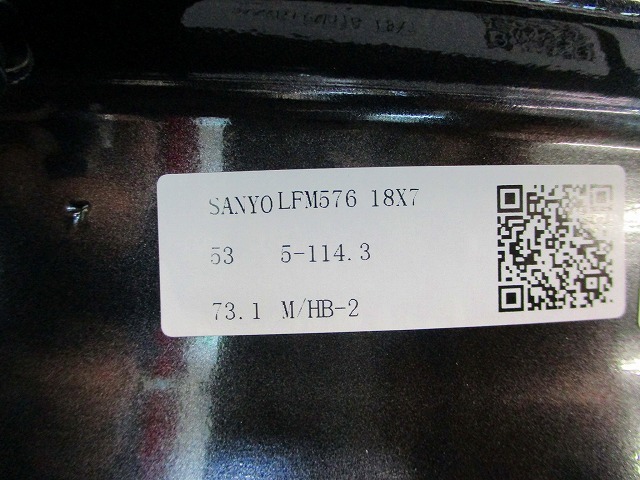 SANYO LFM576 18X7
53 5-114.3
73.1 M/HB-2